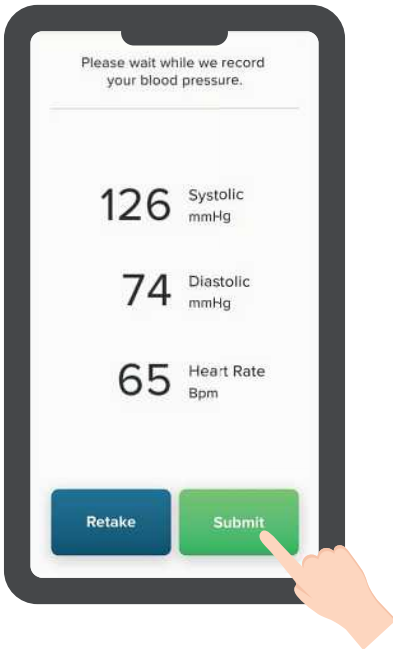 Please wait while we record
your blood pressure.
126 Systolic
mmHg
74 Diastolic
mmHg
65 Heart Rate
Bpm
Retake Submit